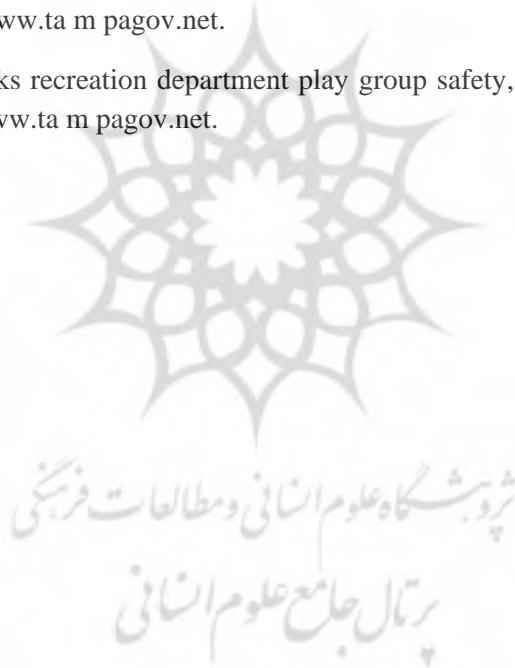 ww.ta m pagov.net.
ks recreation department play group safety,
ww.ta m pagov.net.
ژوهشگاه علوم انسانی و مطالعات فرهنگی
پرتال جامع علوم انسانی